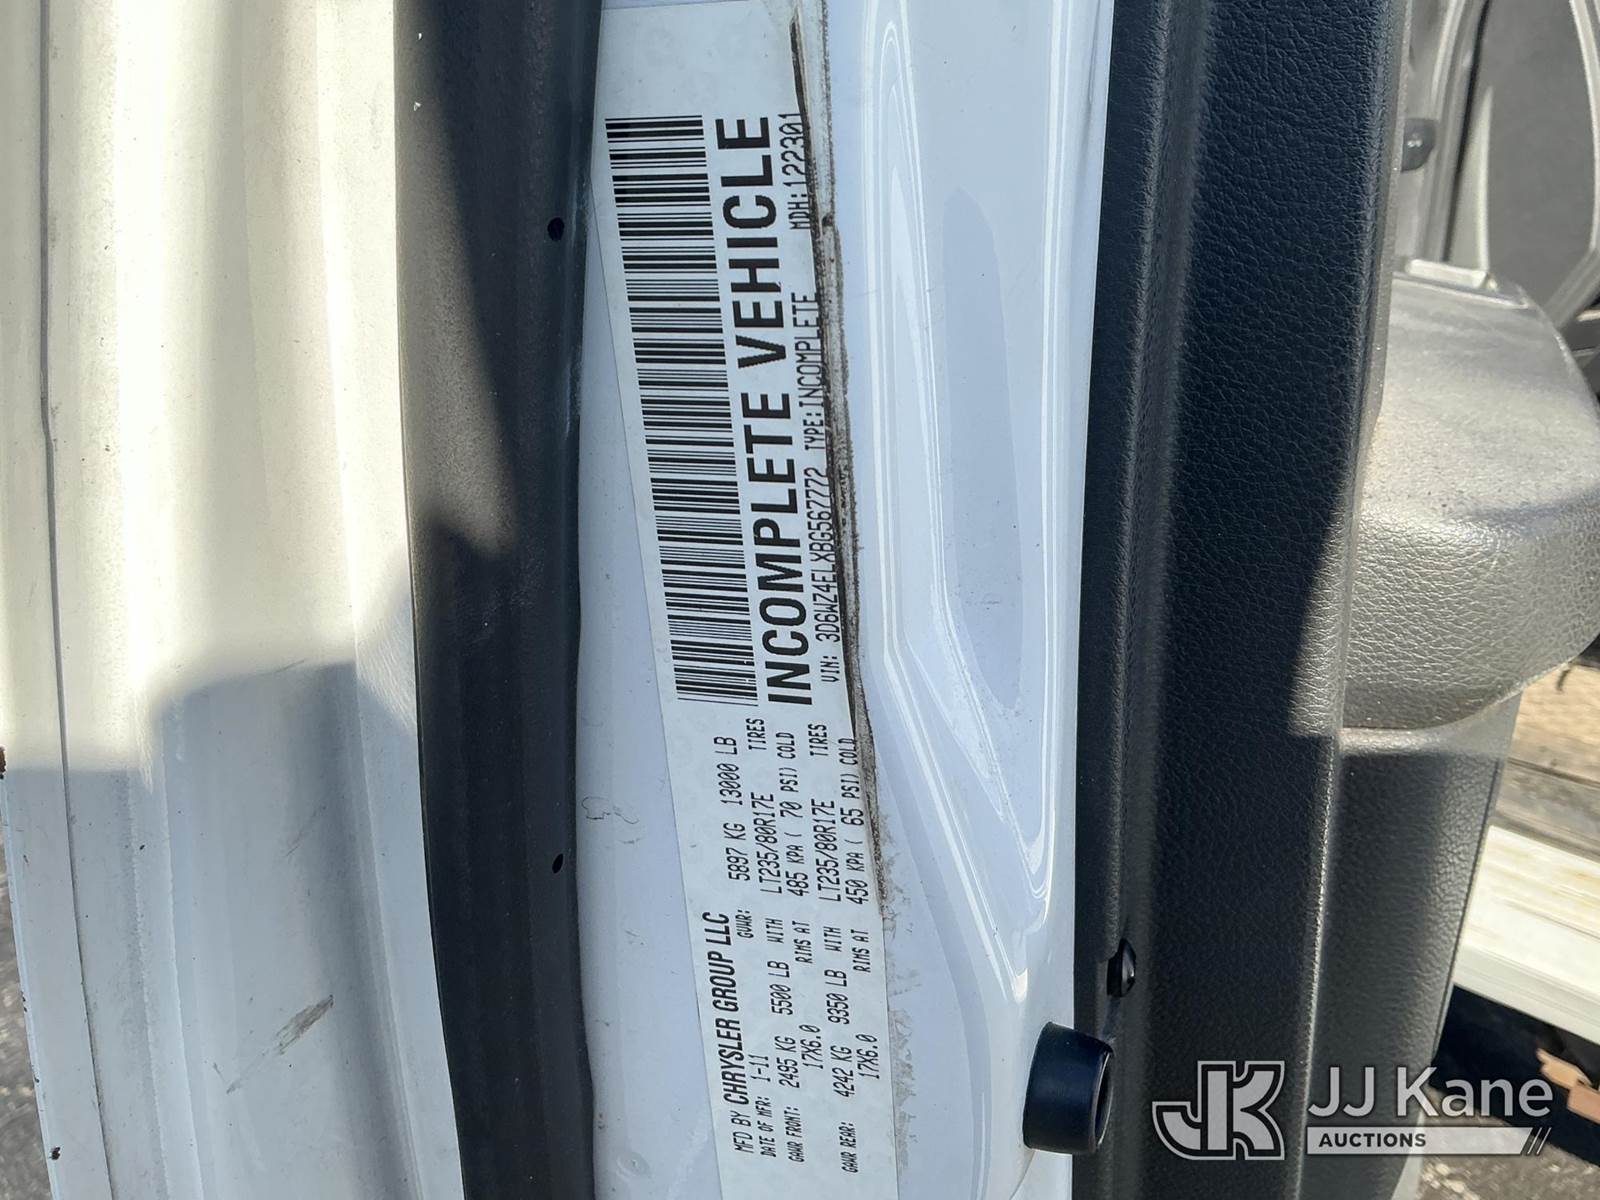 MFD BY CHRYSLER GROUP LLC
DATE OF MFR: 1-11 GVWR: 5897 KG 13000 LB
GAWR FRONT: 2495 KG 5500 LB WITH LT235/80R17E TIRES
17X6.0 RIMS AT 485 KPA ( 70 PSI) COLD
GAWR REAR: 4242 KG 9350 LB WITH LT235/80R17E TIRES
17X6.0 RIMS AT 450 KPA ( 65 PSI) COLD
INCOMPLETE VEHICLE
VIN: 3D6WZ4ELXBG567772 TYPE:INCOMPLETE MDH:122301
JJ Kane
AUCTIONS